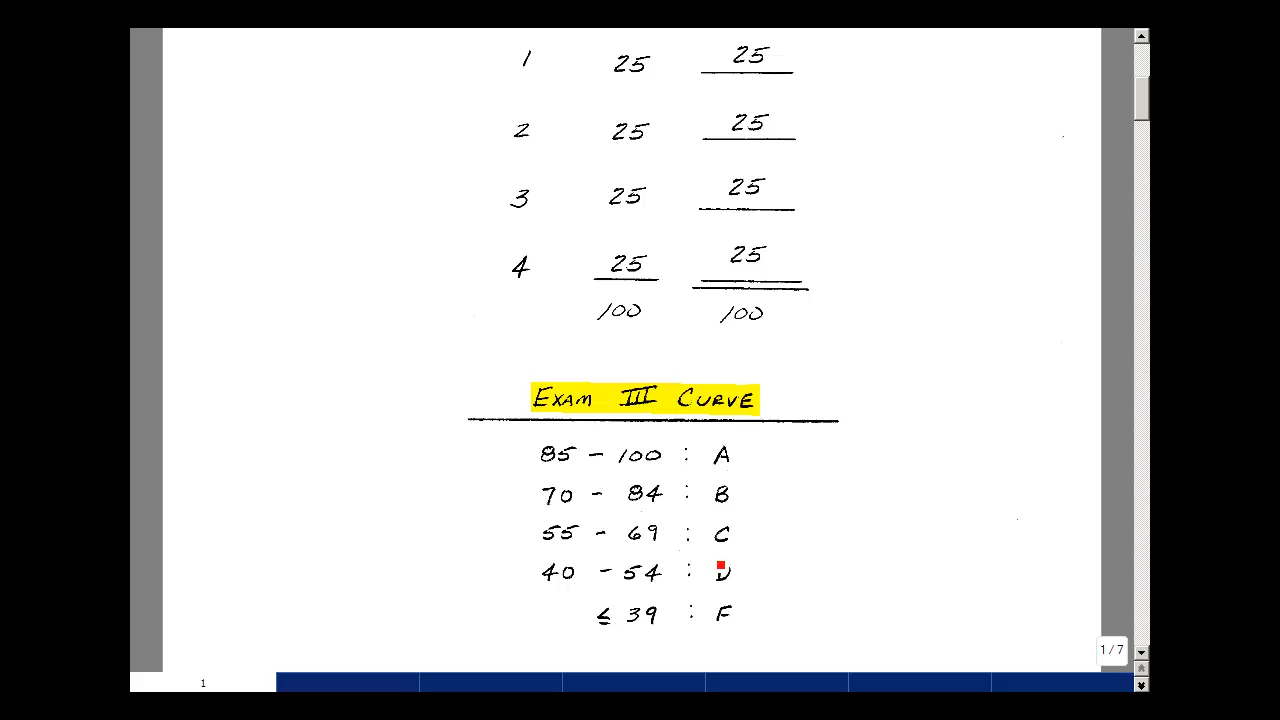 1 25 25
2 25 25
3 25 25
4 25 25
100 100
EXAM III CURVE
85 - 100 : A
70 - 84 : B
55 - 69 : C
40 - 54 : D
≤ 39 : F
1 / 7
1